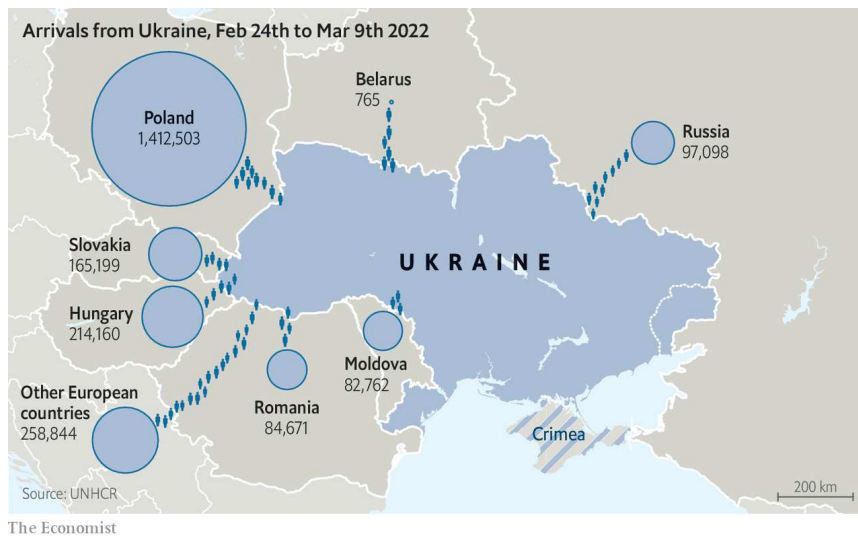 Arrivals from Ukraine, Feb 24th to Mar 9th 2022
Belarus
765
Poland
1,412,503
Russia
97,098
Slovakia
165,199
UKRAINE
Hungary
214,160
Moldova
82,762
Other European
countries
258,844
Romania
84,671
Crimea
Source: UNHCR
200 km
The Economist